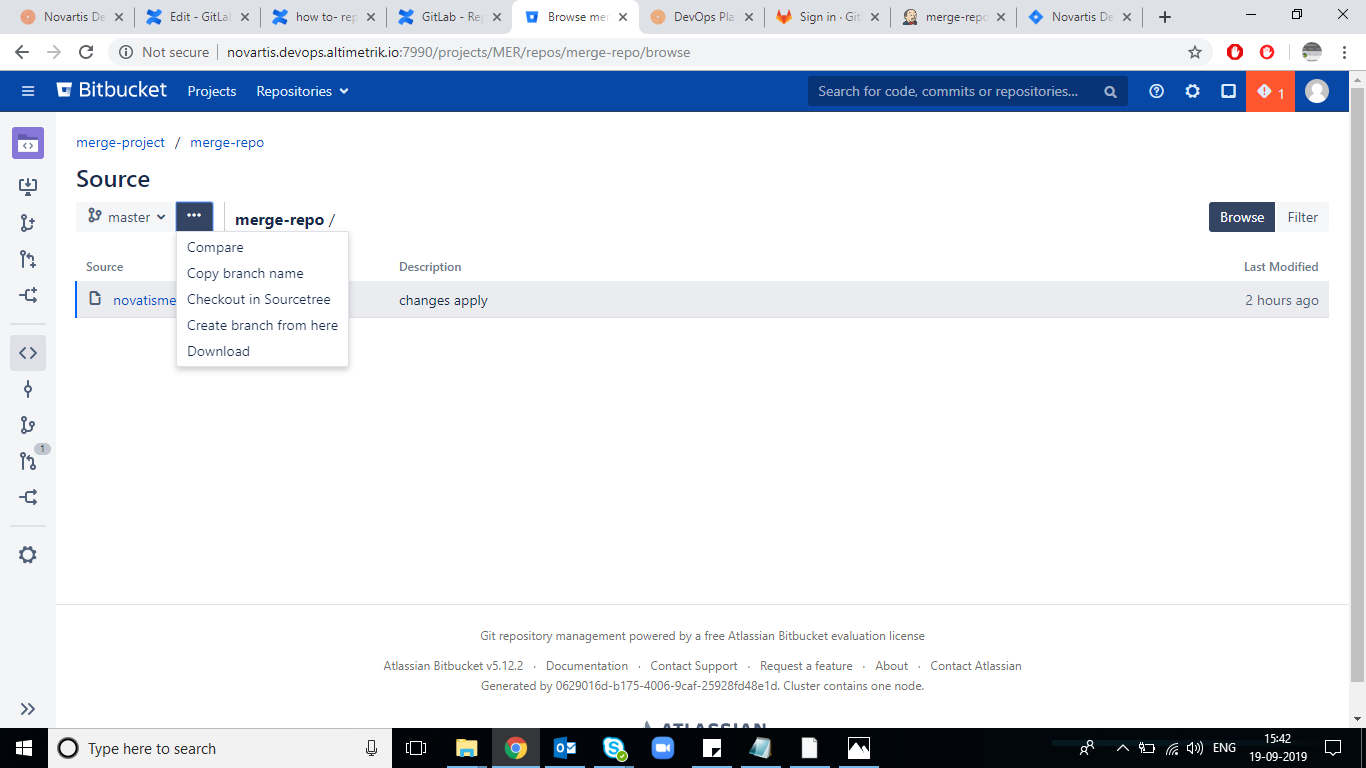 Novartis De
Edit - GitLa
how to- rep
GitLab - Re
Browse mer
DevOps Pla
Sign in · Git
merge-repo
Novartis De
Not secure
novartis.devops.altimetrik.io:7990/projects/MER/repos/merge-repo/browse
Bitbucket Projects Repositories
Search for code, commits or repositories...
1
merge-project / merge-repo
Source
master
merge-repo /
Browse Filter
Compare
Copy branch name
Checkout in Sourcetree
Create branch from here
Download
Source Description Last Modified
novatisme changes apply 2 hours ago
1
Git repository management powered by a free Atlassian Bitbucket evaluation license
Atlassian Bitbucket v5.12.2 · Documentation · Contact Support · Request a feature · About · Contact Atlassian
Generated by 0629016d-b175-4006-9caf-25928fd48e1d. Cluster contains one node.
ATLASSIAN
Type here to search
ENG
15:42
19-09-2019